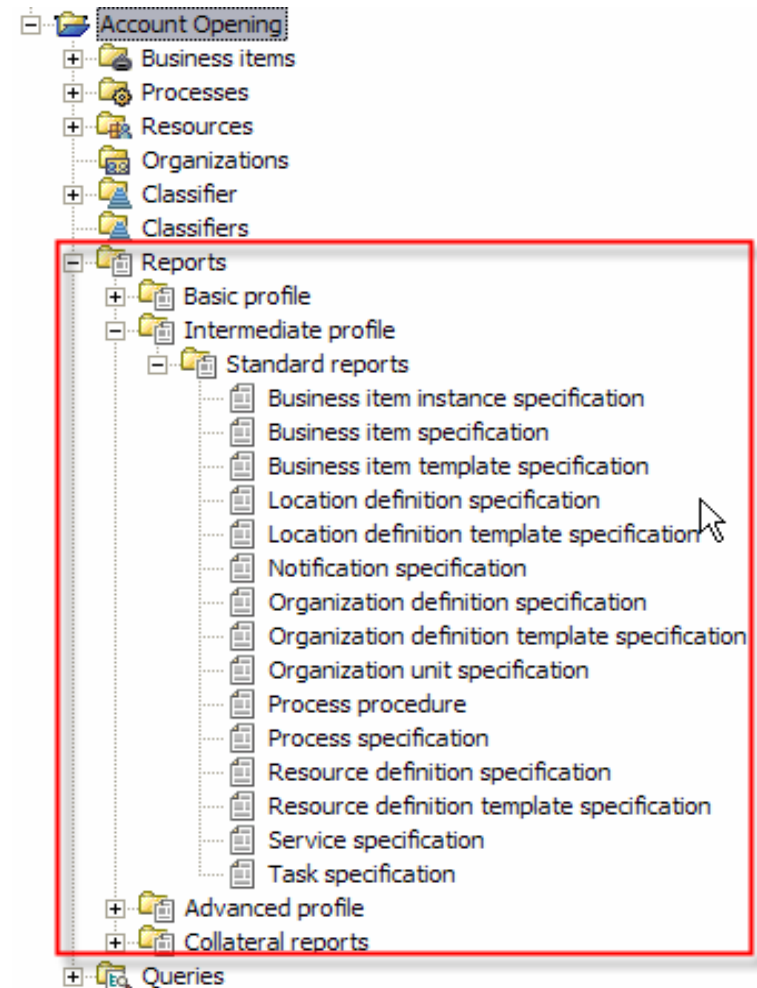 Account Opening
Business items
Processes
Resources
Organizations
Classifier
Classifiers
Reports
Basic profile
Intermediate profile
Standard reports
Business item instance specification
Business item specification
Business item template specification
Location definition specification
Location definition template specification
Notification specification
Organization definition specification
Organization definition template specification
Organization unit specification
Process procedure
Process specification
Resource definition specification
Resource definition template specification
Service specification
Task specification
Advanced profile
Collateral reports
Queries